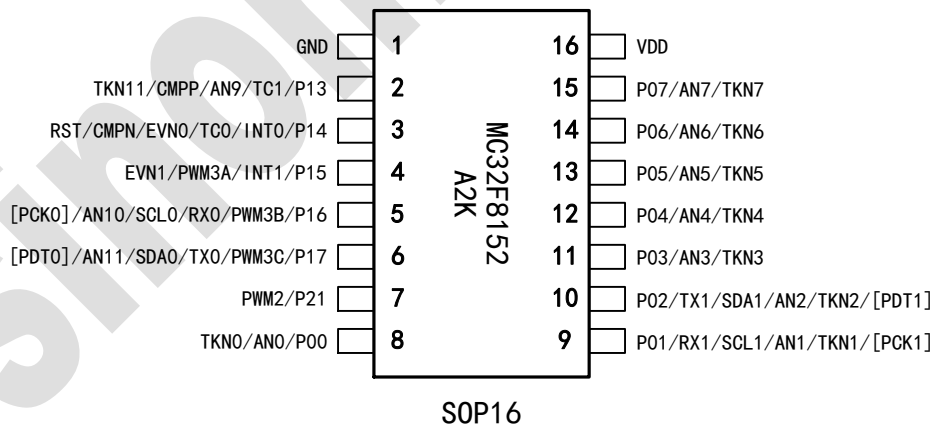 GND 1 16 VDD
TKN11/CMPP/AN9/TC1/P13 2 15 P07/AN7/TKN7
RST/CMPN/EVN0/TC0/INT0/P14 3 14 P06/AN6/TKN6
EVN1/PWM3A/INT1/P15 4 13 P05/AN5/TKN5
[PCK0]/AN10/SCL0/RX0/PWM3B/P16 5 12 P04/AN4/TKN4
[PDT0]/AN11/SDA0/TX0/PWM3C/P17 6 11 P03/AN3/TKN3
PWM2/P21 7 10 P02/TX1/SDA1/AN2/TKN2/[PDT1]
TKN0/AN0/P00 8 9 P01/RX1/SCL1/AN1/TKN1/[PCK1]
MC32F8152
A2K
SOP16
sinom